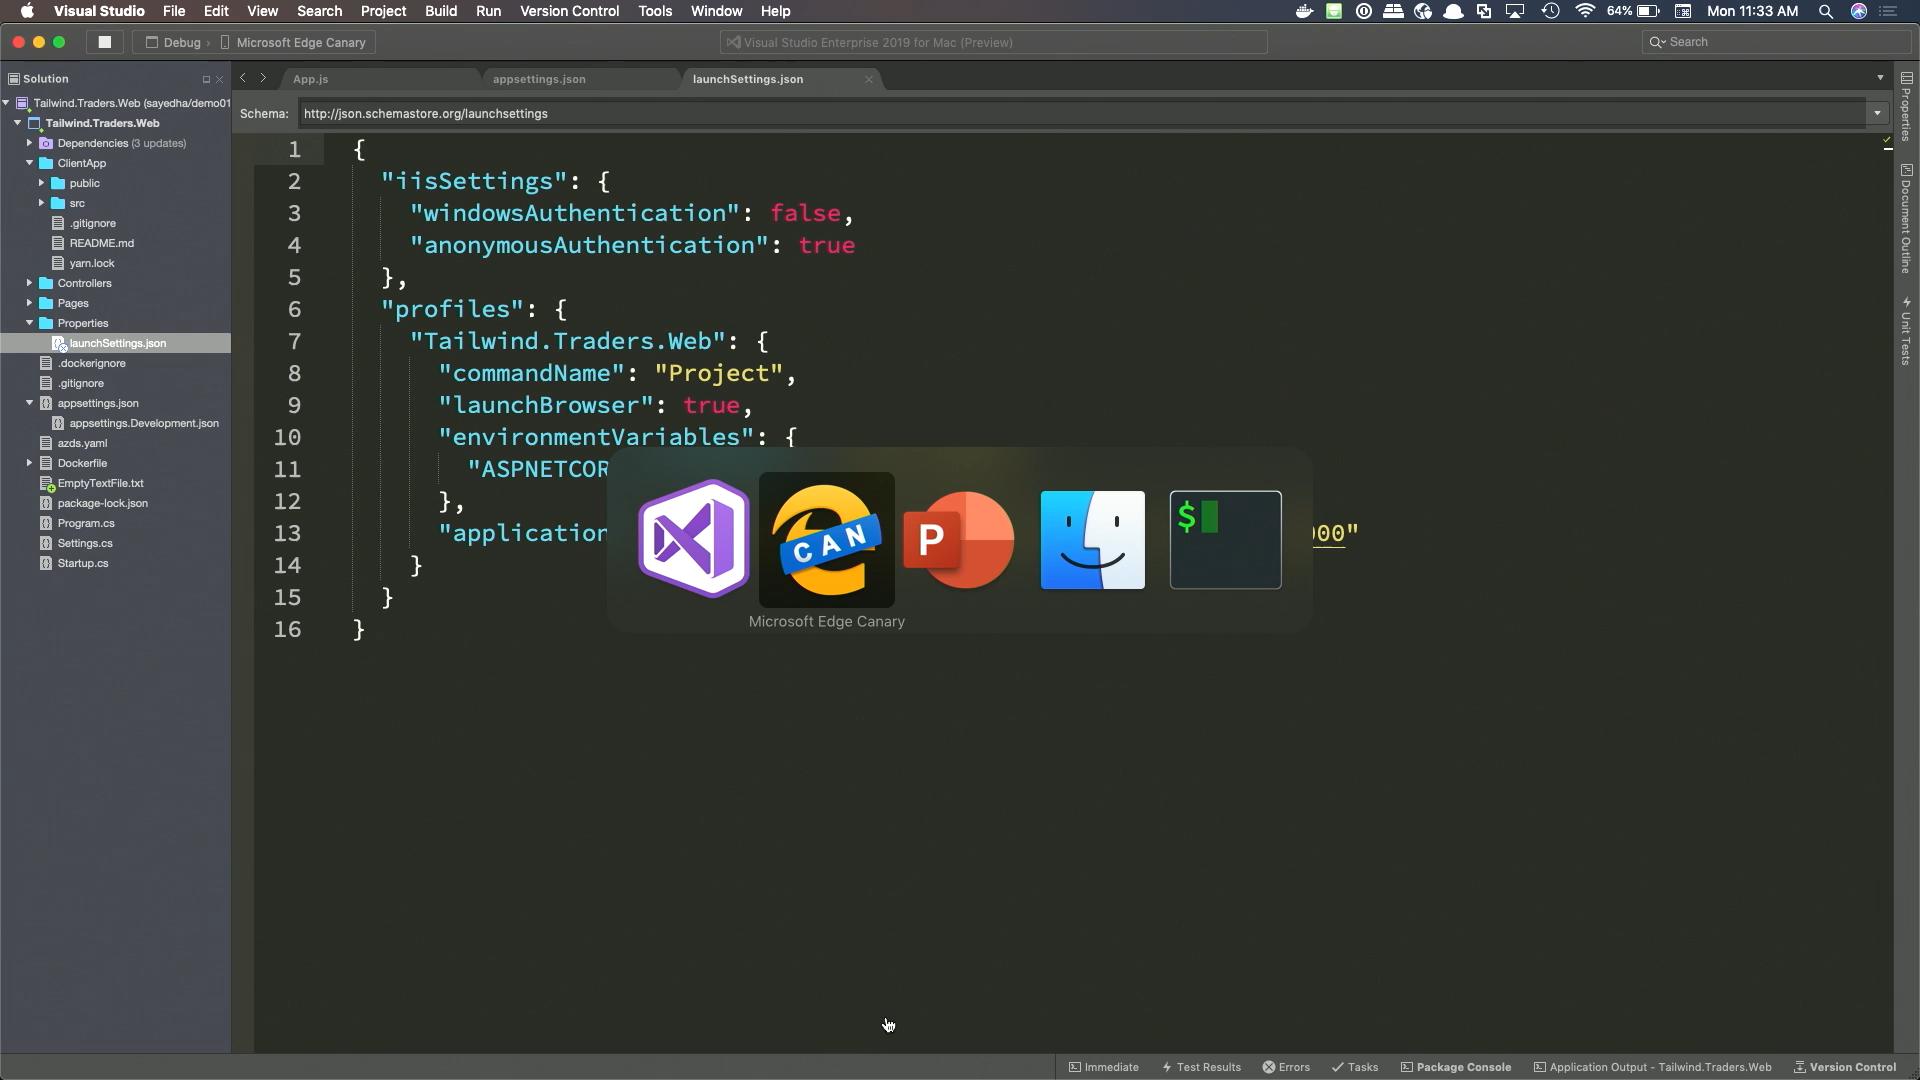 Visual Studio File Edit View Search Project Build Run Version Control Tools Window Help 64% Mon 11:33 AM
Debug › Microsoft Edge Canary Visual Studio Enterprise 2019 for Mac (Preview) Search
Solution
Tailwind.Traders.Web (sayedha/demo01
Tailwind.Traders.Web
Dependencies (3 updates)
ClientApp
public
src
.gitignore
README.md
yarn.lock
Controllers
Pages
Properties
launchSettings.json
.dockerignore
.gitignore
appsettings.json
appsettings.Development.json
azds.yaml
Dockerfile
EmptyTextFile.txt
package-lock.json
Program.cs
Settings.cs
Startup.cs
App.js appsettings.json launchSettings.json
Schema: http://json.schemastore.org/launchsettings
1 {
2 "iisSettings": {
3 "windowsAuthentication": false,
4 "anonymousAuthentication": true
5 },
6 "profiles": {
7 "Tailwind.Traders.Web": {
8 "commandName": "Project",
9 "launchBrowser": true,
10 "environmentVariables": {
11 "ASPNETCOR
12 },
13 "application 000"
14 }
15 }
16 }
CAN
P
$
Microsoft Edge Canary
Properties
Document Outline
Unit Tests
Immediate Test Results Errors Tasks Package Console Application Output - Tailwind.Traders.Web Version Control